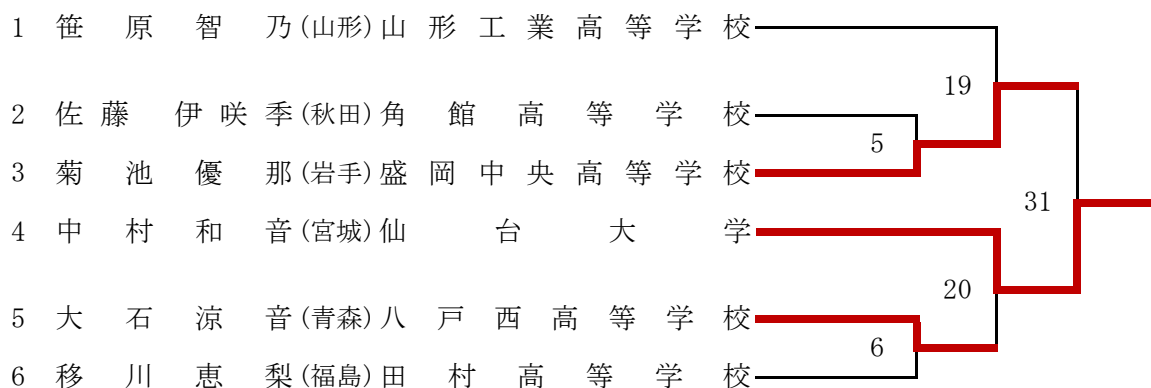 1 笹原智乃(山形)山形工業高等学校
19
2 佐藤伊咲季(秋田)角館高等学校
5
3 菊池優那(岩手)盛岡中央高等学校
31
4 中村和音(宮城)仙台大学
20
5 大石涼音(青森)八戸西高等学校
6
6 移川恵梨(福島)田村高等学校